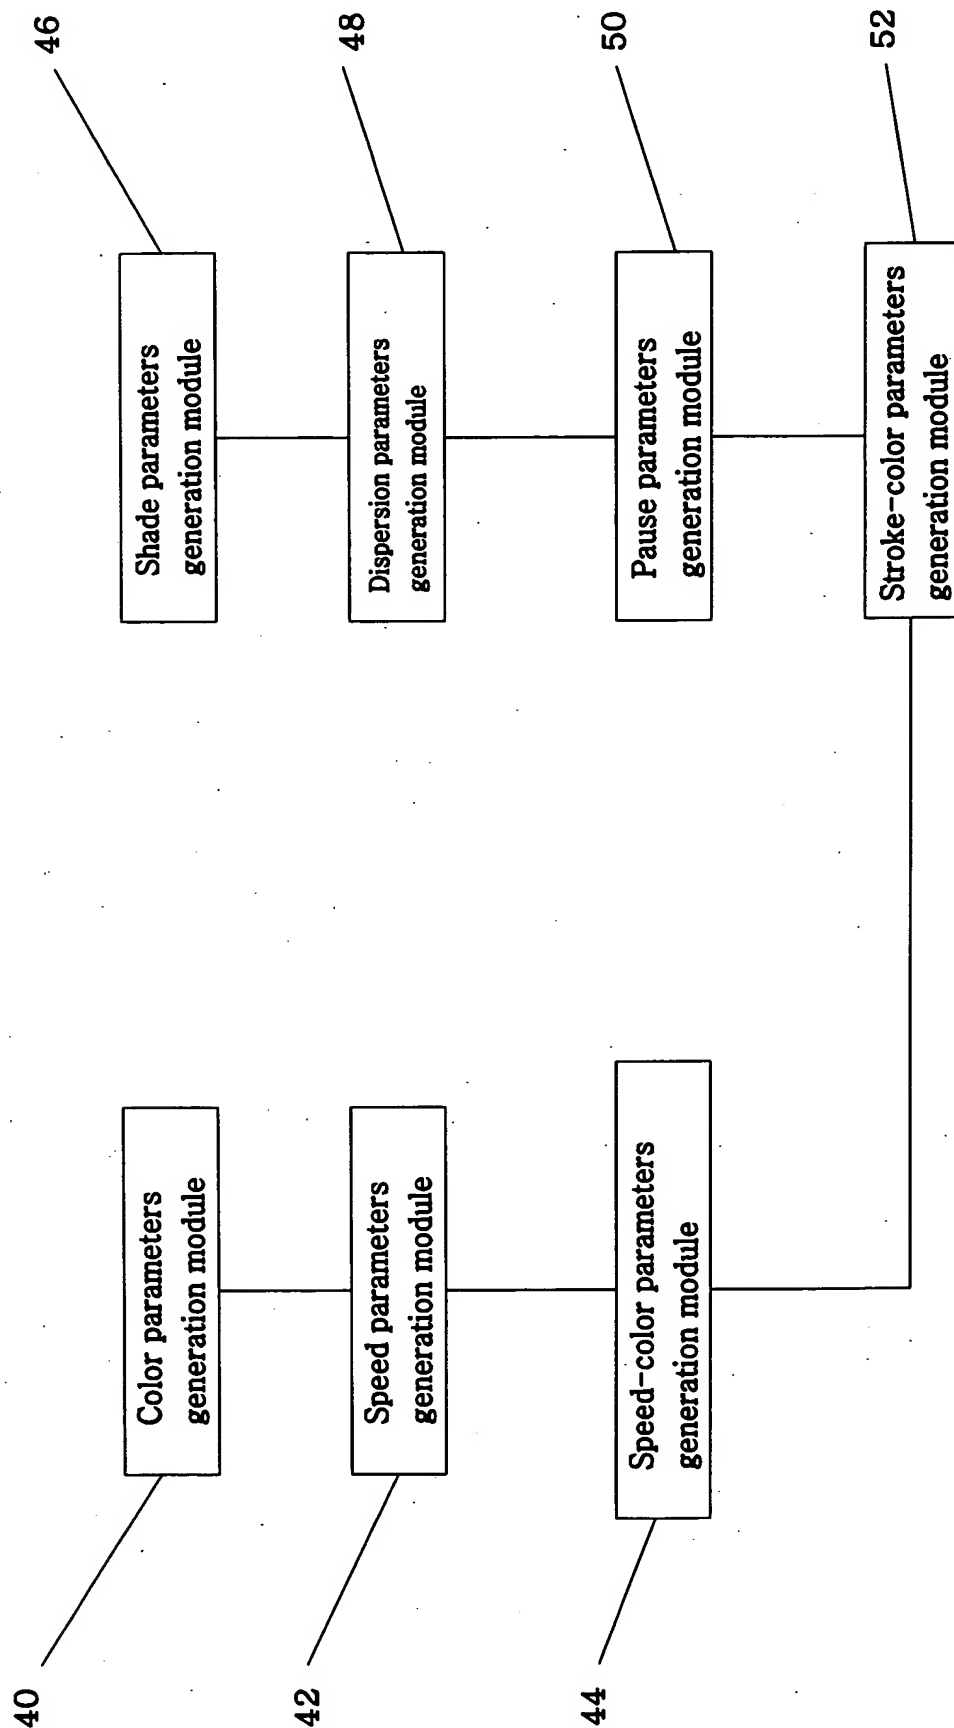 40
Color parameters
generation module
42
Speed parameters
generation module
44
Speed-color parameters
generation module
46
Shade parameters
generation module
48
Dispersion parameters
generation module
50
Pause parameters
generation module
52
Stroke-color parameters
generation module